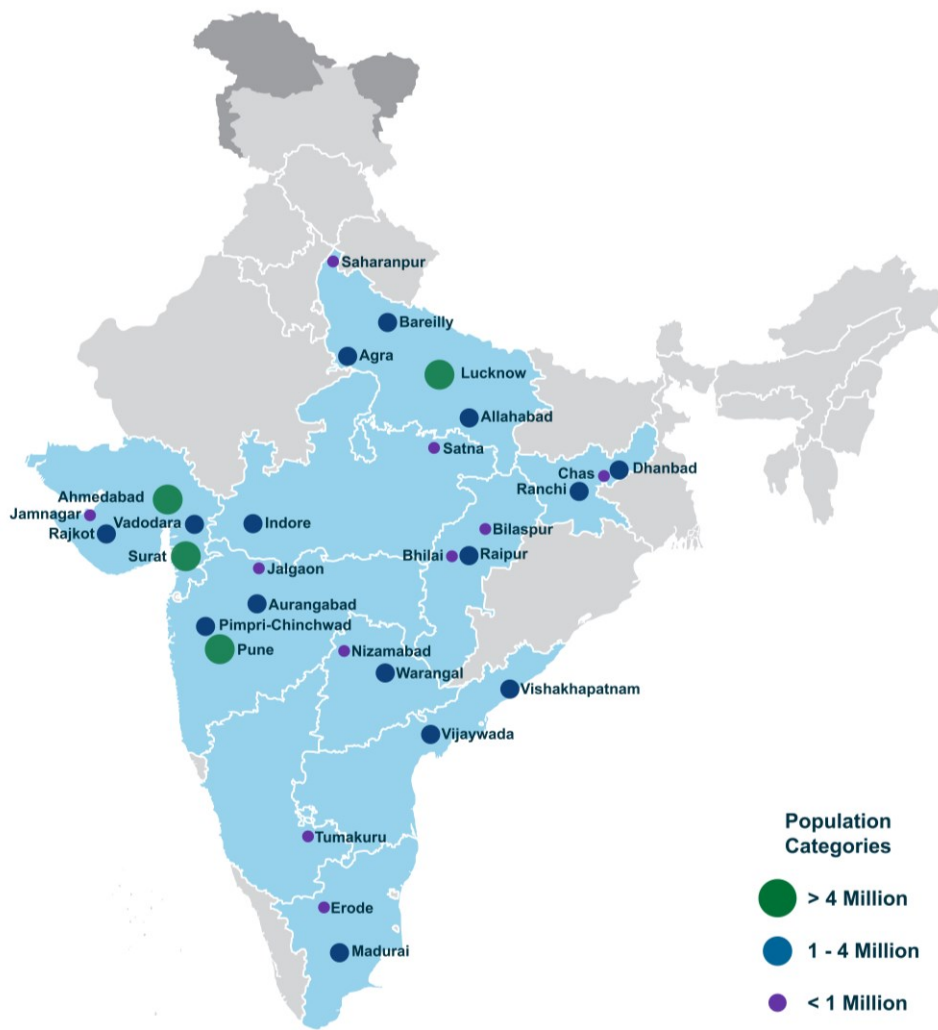 Saharanpur
Bareilly
Agra
Lucknow
Allahabad
Satna
Chas
Dhanbad
Ranchi
Ahmedabad
Jamnagar
Vadodara
Rajkot
Indore
Bilaspur
Surat
Bhilai
Raipur
Jalgaon
Aurangabad
Pimpri-Chinchwad
Pune
Nizamabad
Warangal
Vishakhapatnam
Vijaywada
Tumakuru
Erode
Madurai
Population
Categories
> 4 Million
1 - 4 Million
< 1 Million